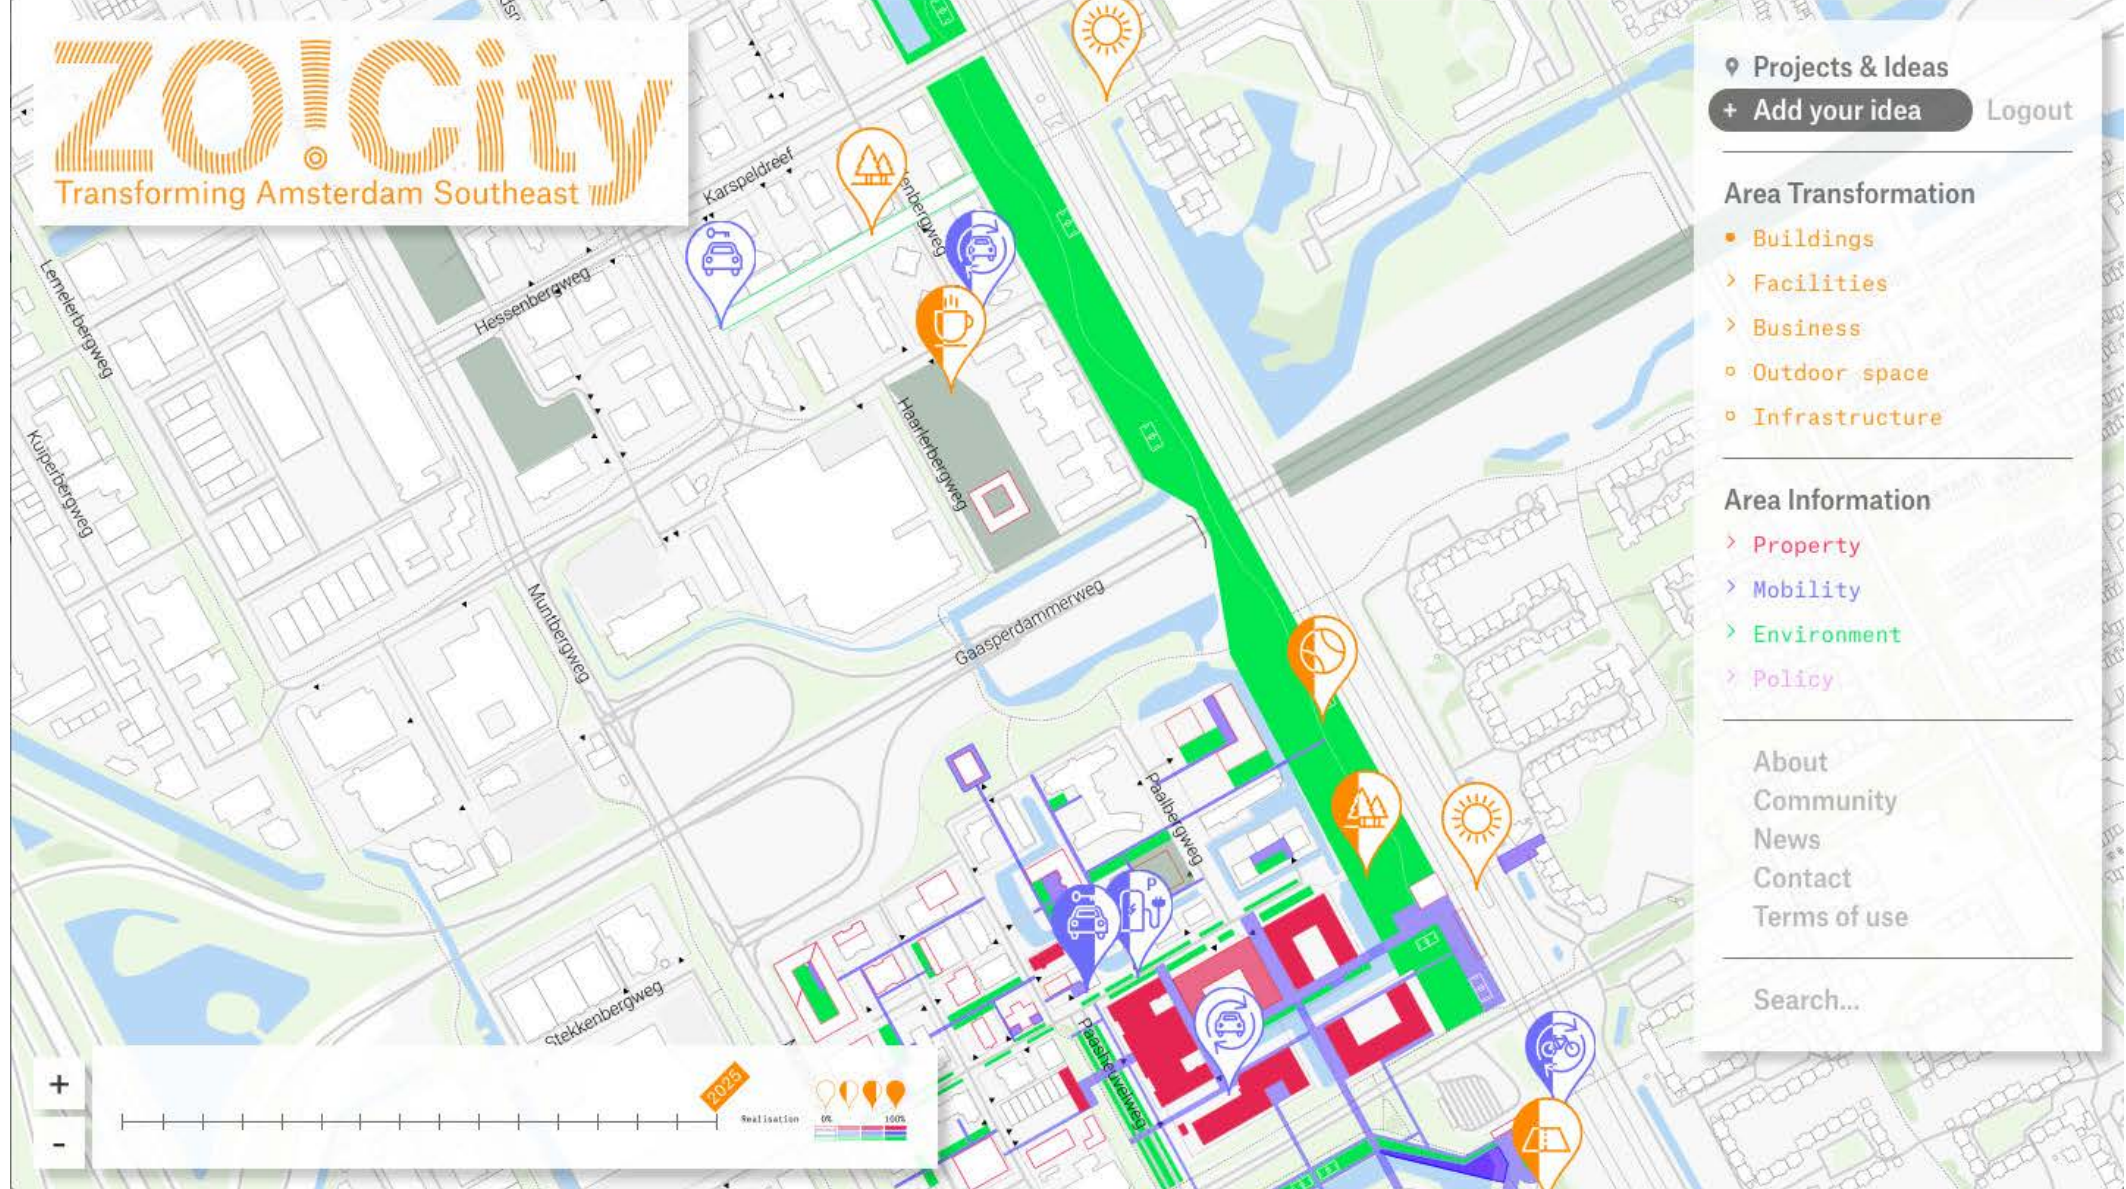 ZO!City
Transforming Amsterdam Southeast
Projects & Ideas
+ Add your idea
Logout
Area Transformation
Buildings
> Facilities
> Business
Outdoor space
Infrastructure
Area Information
> Property
> Mobility
> Environment
> Policy
About
Community
News
Contact
Terms of use
Search...
Karspeldreef
enbergweg
Hessenbergweg
Lemelerbergweg
Kuiperbergweg
Haarlerbergweg
Muntbergweg
Gaasperdammerweg
Paalbergweg
P
Stekkenbergweg
Paasheuvelweg
+
-
2025
Realisation
0%
100%